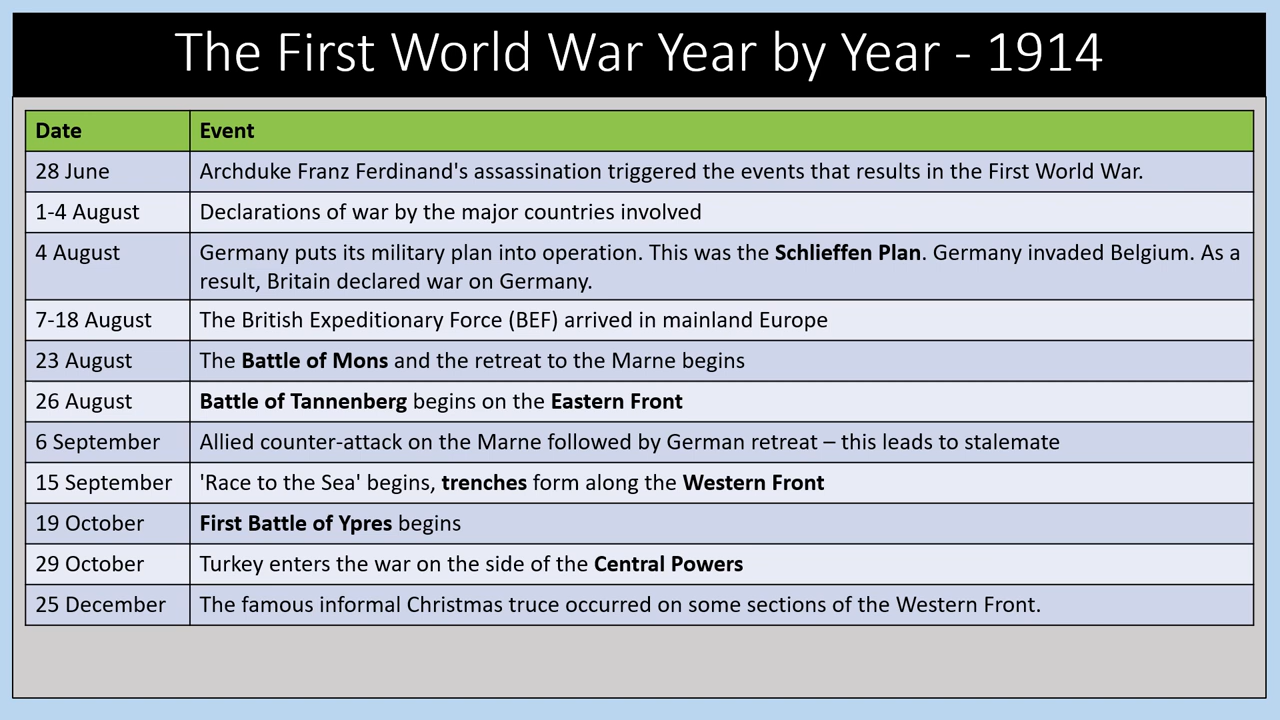 The First World War Year by Year - 1914
Date Event
28 June Archduke Franz Ferdinand's assassination triggered the events that results in the First World War.
1-4 August Declarations of war by the major countries involved
4 August Germany puts its military plan into operation. This was the Schlieffen Plan. Germany invaded Belgium. As a
result, Britain declared war on Germany.
7-18 August The British Expeditionary Force (BEF) arrived in mainland Europe
23 August The Battle of Mons and the retreat to the Marne begins
26 August Battle of Tannenberg begins on the Eastern Front
6 September Allied counter-attack on the Marne followed by German retreat – this leads to stalemate
15 September 'Race to the Sea' begins, trenches form along the Western Front
19 October First Battle of Ypres begins
29 October Turkey enters the war on the side of the Central Powers
25 December The famous informal Christmas truce occurred on some sections of the Western Front.